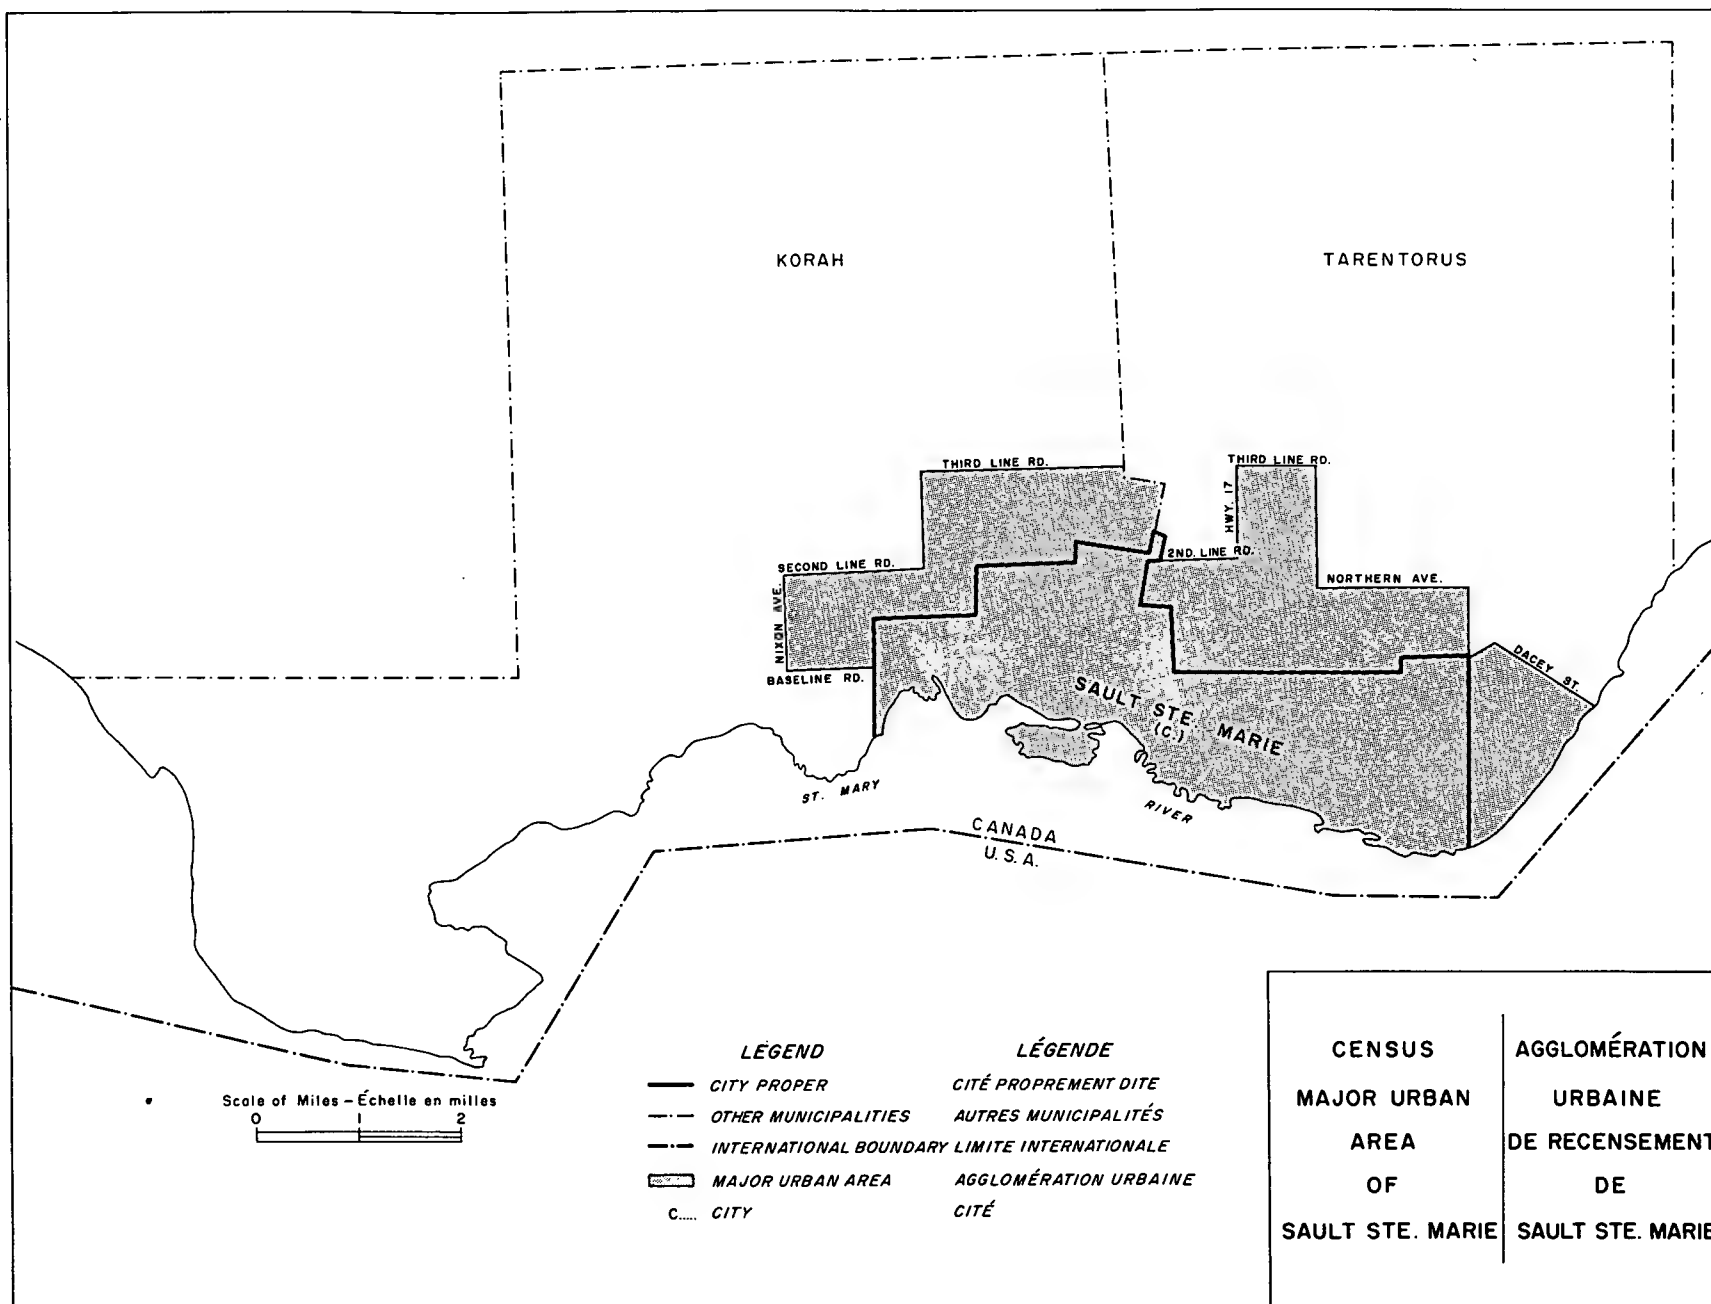 KORAH
TARENTORUS
THIRD LINE RD.
THIRD LINE RD.
HWY. 17
2ND. LINE RD.
SECOND LINE RD.
NORTHERN AVE.
NIXON AVE.
BASELINE RD.
DACEY ST.
SAULT STE. MARIE
(C.)
ST. MARY
RIVER
CANADA
U.S.A.
Scale of Miles – Échelle en milles
0 1 2
LEGEND LÉGENDE
CITY PROPER CITÉ PROPREMENT DITE
OTHER MUNICIPALITIES AUTRES MUNICIPALITÉS
INTERNATIONAL BOUNDARY LIMITE INTERNATIONALE
MAJOR URBAN AREA AGGLOMÉRATION URBAINE
C..... CITY CITÉ
CENSUS
MAJOR URBAN
AREA
OF
SAULT STE. MARIE
AGGLOMÉRATION
URBAINE
DE RECENSEMENT
DE
SAULT STE. MARIE